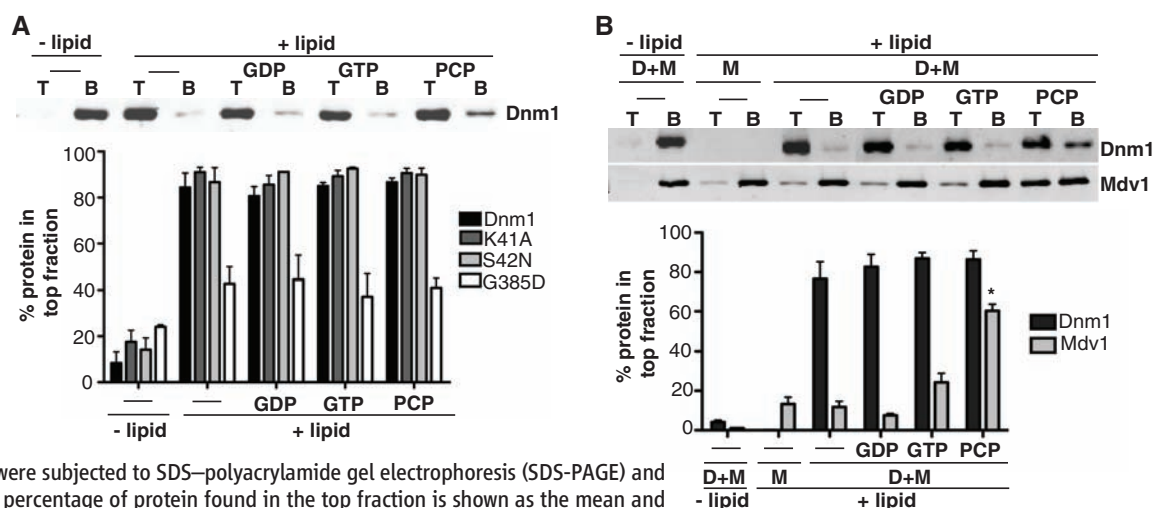 A
- lipid
+ lipid
GDP GTP PCP
T B T B T B T B T B
Dnm1
100
80
60
40
20
0
% protein in
top fraction
Dnm1
K41A
S42N
G385D
GDP GTP PCP
- lipid
+ lipid
B
- lipid
+ lipid
D+M M D+M
GDP GTP PCP
T B T B T B T B T B T B
Dnm1
Mdv1
100
80
60
40
20
0
% protein in
top fraction
*
Dnm1
Mdv1
GDP GTP PCP
D+M M D+M
- lipid + lipid
were subjected to SDS–polyacrylamide gel electrophoresis (SDS-PAGE) and
percentage of protein found in the top fraction is shown as the mean and